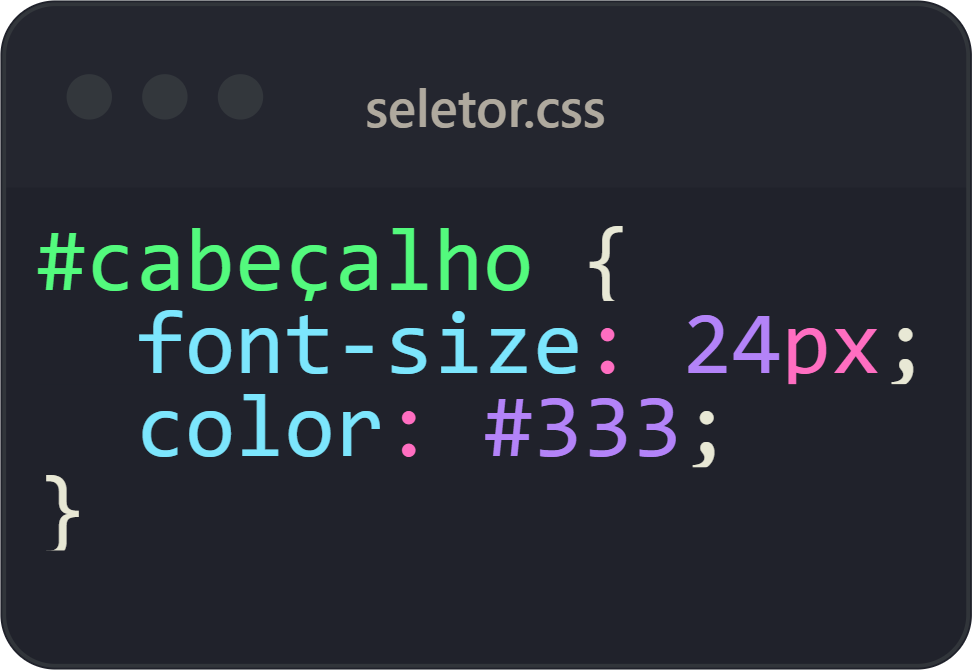 seletor.css
#cabeçalho {
  font-size: 24px;
  color: #333;
}